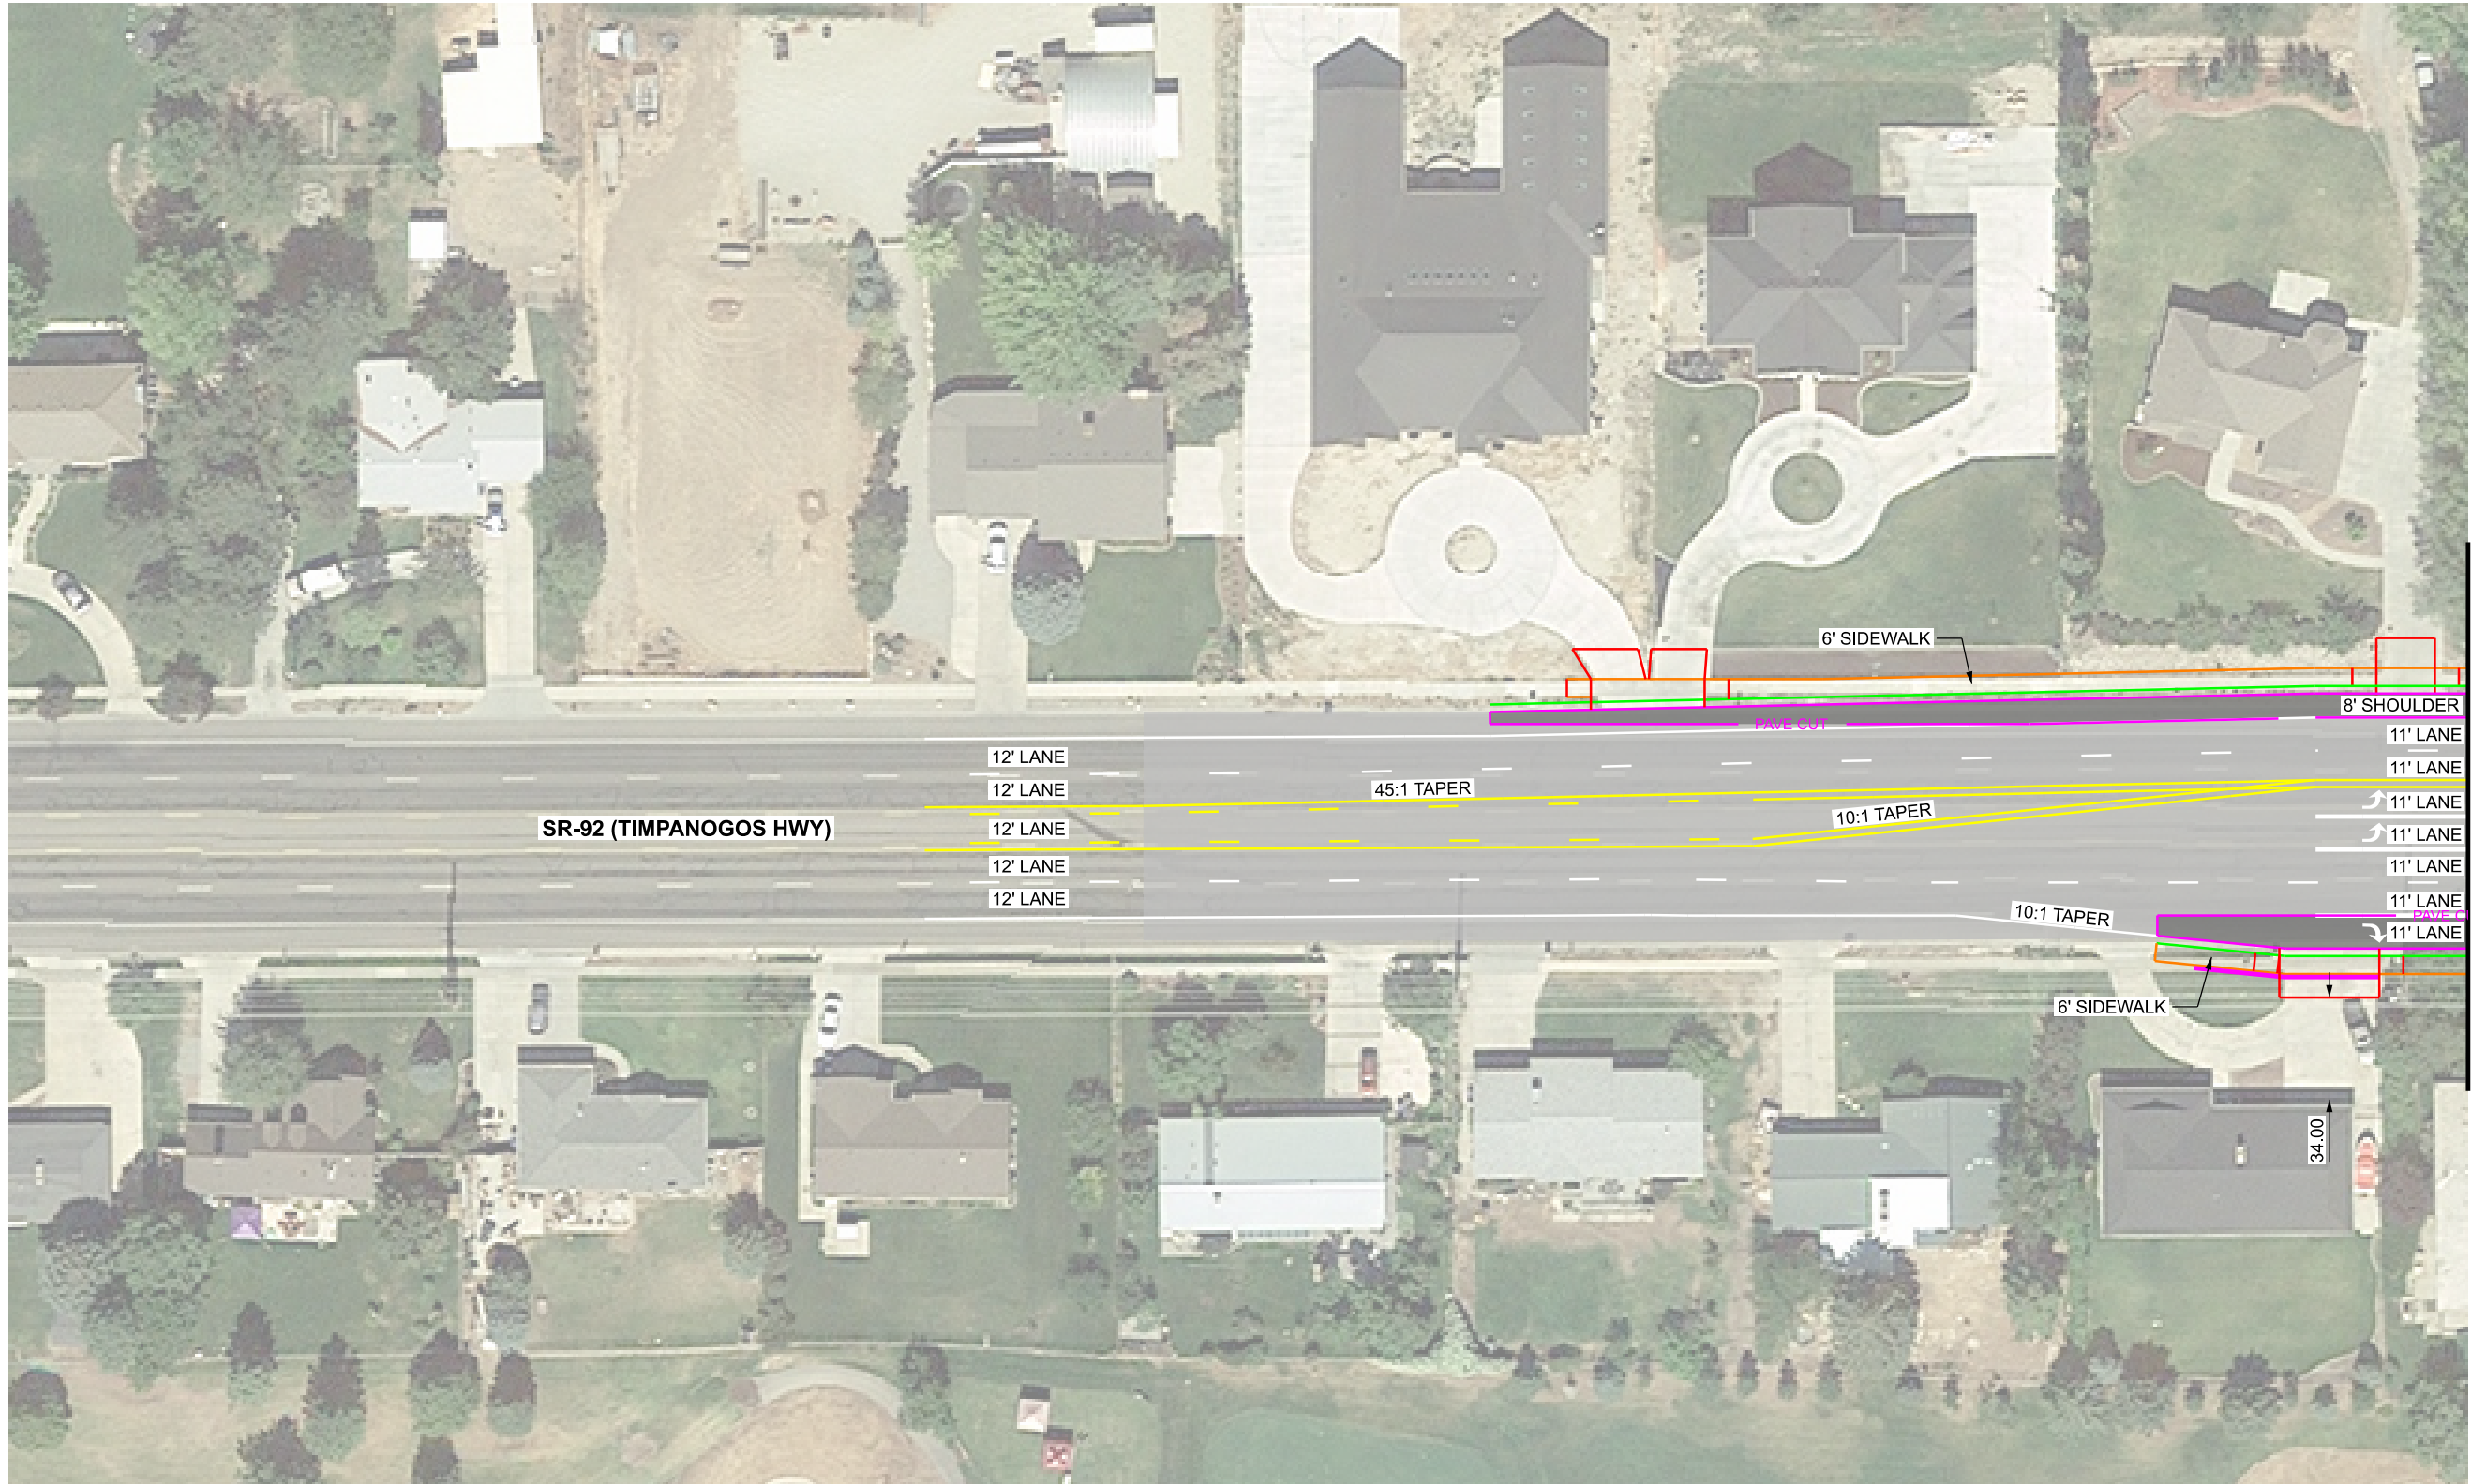 6' SIDEWALK
8' SHOULDER
PAVE CUT
11' LANE
12' LANE
11' LANE
12' LANE
45:1 TAPER
11' LANE
10:1 TAPER
SR-92 (TIMPANOGOS HWY)
12' LANE
11' LANE
12' LANE
11' LANE
12' LANE
11' LANE
10:1 TAPER
PAVE C
11' LANE
6' SIDEWALK
34.00